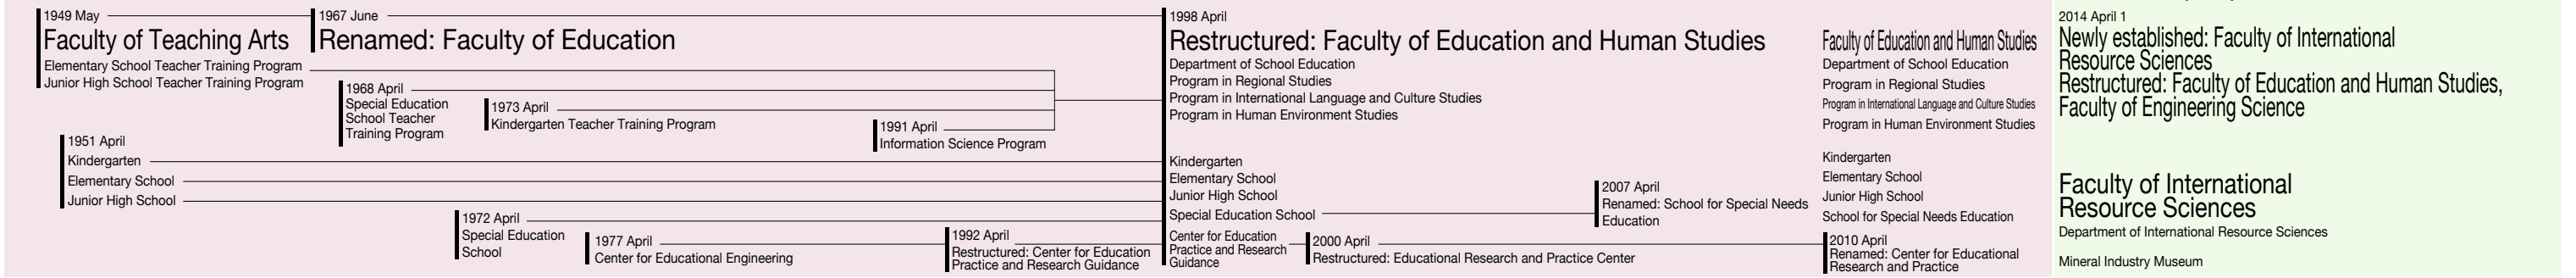 1949 May
Faculty of Teaching Arts
Elementary School Teacher Training Program
Junior High School Teacher Training Program
1967 June
Renamed: Faculty of Education
1968 April
Special Education
School Teacher
Training Program
1973 April
Kindergarten Teacher Training Program
1991 April
Information Science Program
1951 April
Kindergarten
Elementary School
Junior High School
1972 April
Special Education
School
1977 April
Center for Educational Engineering
1992 April
Restructured: Center for Education
Practice and Research Guidance
1998 April
Restructured: Faculty of Education and Human Studies
Department of School Education
Program in Regional Studies
Program in International Language and Culture Studies
Program in Human Environment Studies
Kindergarten
Elementary School
Junior High School
Special Education School
Center for Education
Practice and Research
Guidance
2000 April
Restructured: Educational Research and Practice Center
2007 April
Renamed: School for Special Needs
Education
Faculty of Education and Human Studies
Department of School Education
Program in Regional Studies
Program in International Language and Culture Studies
Program in Human Environment Studies
Kindergarten
Elementary School
Junior High School
School for Special Needs Education
2010 April
Renamed: Center for Educational
Research and Practice
2014 April 1
Newly established: Faculty of International
Resource Sciences
Restructured: Faculty of Education and Human Studies,
Faculty of Engineering Science
Faculty of International
Resource Sciences
Department of International Resource Sciences
Mineral Industry Museum